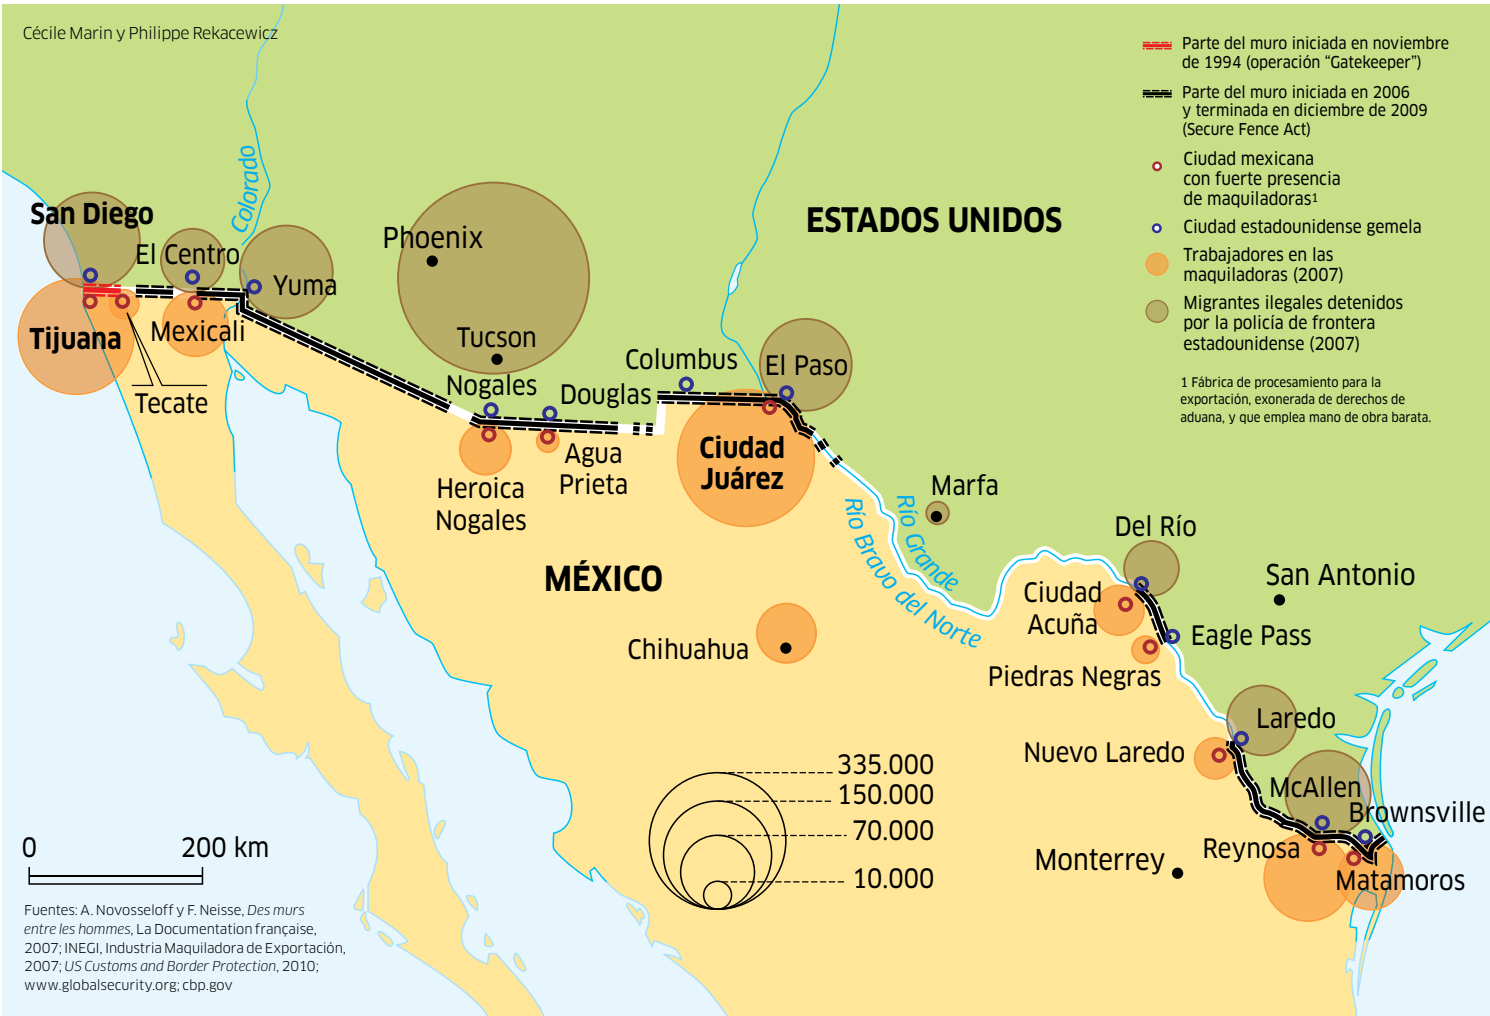 Cécile Marin y Philippe Rekacewicz
Parte del muro iniciada en noviembre
de 1994 (operación “Gatekeeper”)
Parte del muro iniciada en 2006
y terminada en diciembre de 2009
(Secure Fence Act)
Ciudad mexicana
con fuerte presencia
de maquiladoras1
Ciudad estadounidense gemela
Trabajadores en las
maquiladoras (2007)
Migrantes ilegales detenidos
por la policía de frontera
estadounidense (2007)
1 Fábrica de procesamiento para la
exportación, exonerada de derechos de
aduana, y que emplea mano de obra barata.
ESTADOS UNIDOS
Colorado
San Diego
El Centro
Yuma
Phoenix
Tucson
Nogales
Douglas
Columbus
El Paso
Tijuana
Mexicali
Tecate
Heroica
Nogales
Agua
Prieta
Ciudad
Juárez
MÉXICO
Chihuahua
Río Grande
Río Bravo del Norte
Marfa
Del Río
San Antonio
Ciudad
Acuña
Eagle Pass
Piedras Negras
Laredo
Nuevo Laredo
McAllen
Brownsville
Reynosa
Matamoros
Monterrey
335.000
150.000
70.000
10.000
0 200 km
Fuentes: A. Novosseloff y F. Neisse, Des murs
entre les hommes, La Documentation française,
2007; INEGI, Industria Maquiladora de Exportación,
2007; US Customs and Border Protection, 2010;
www.globalsecurity.org; cbp.gov